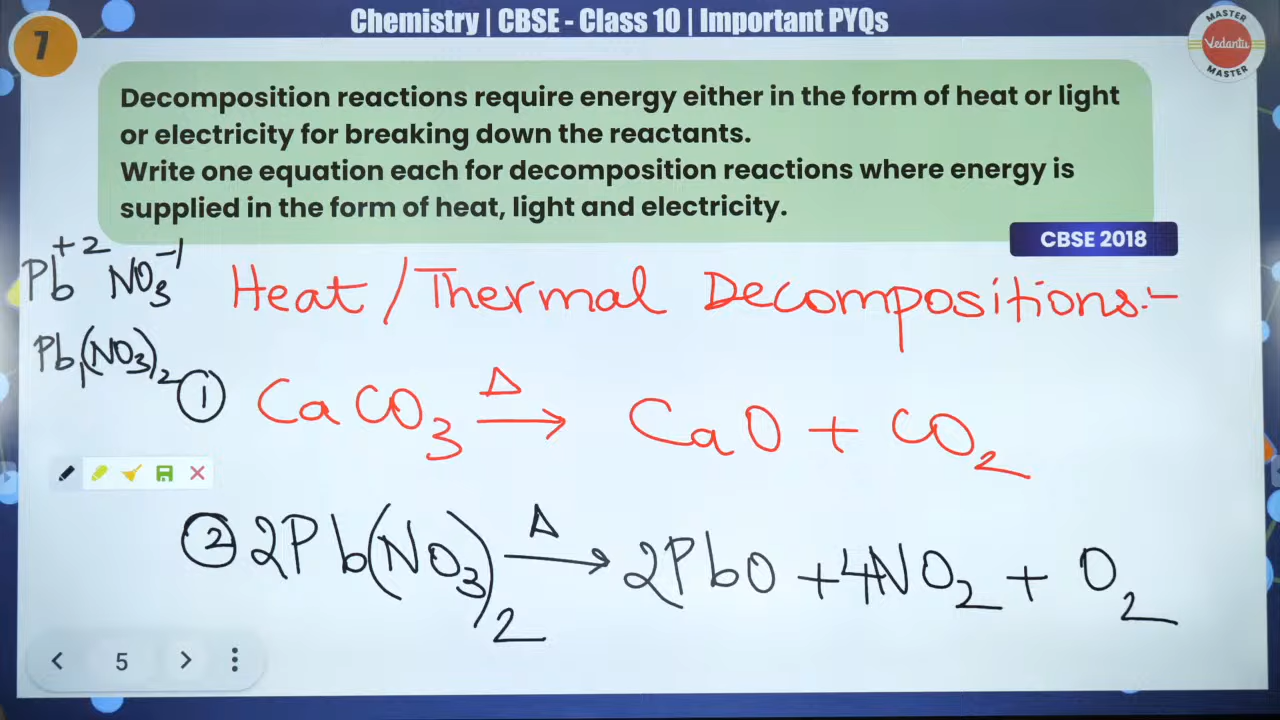 Chemistry | CBSE - Class 10 | Important PYQs
7
MASTER
Vedantu
MASTER
Decomposition reactions require energy either in the form of heat or light
or electricity for breaking down the reactants.
Write one equation each for decomposition reactions where energy is
supplied in the form of heat, light and electricity.
CBSE 2018
Pb⁺² NO₃⁻¹
Heat / Thermal Decompositions:-
Pb₁(NO₃)₂
① CaCO₃ –Δ→ CaO + CO₂
② 2Pb(NO₃)₂ –Δ→ 2PbO + 4NO₂ + O₂
5